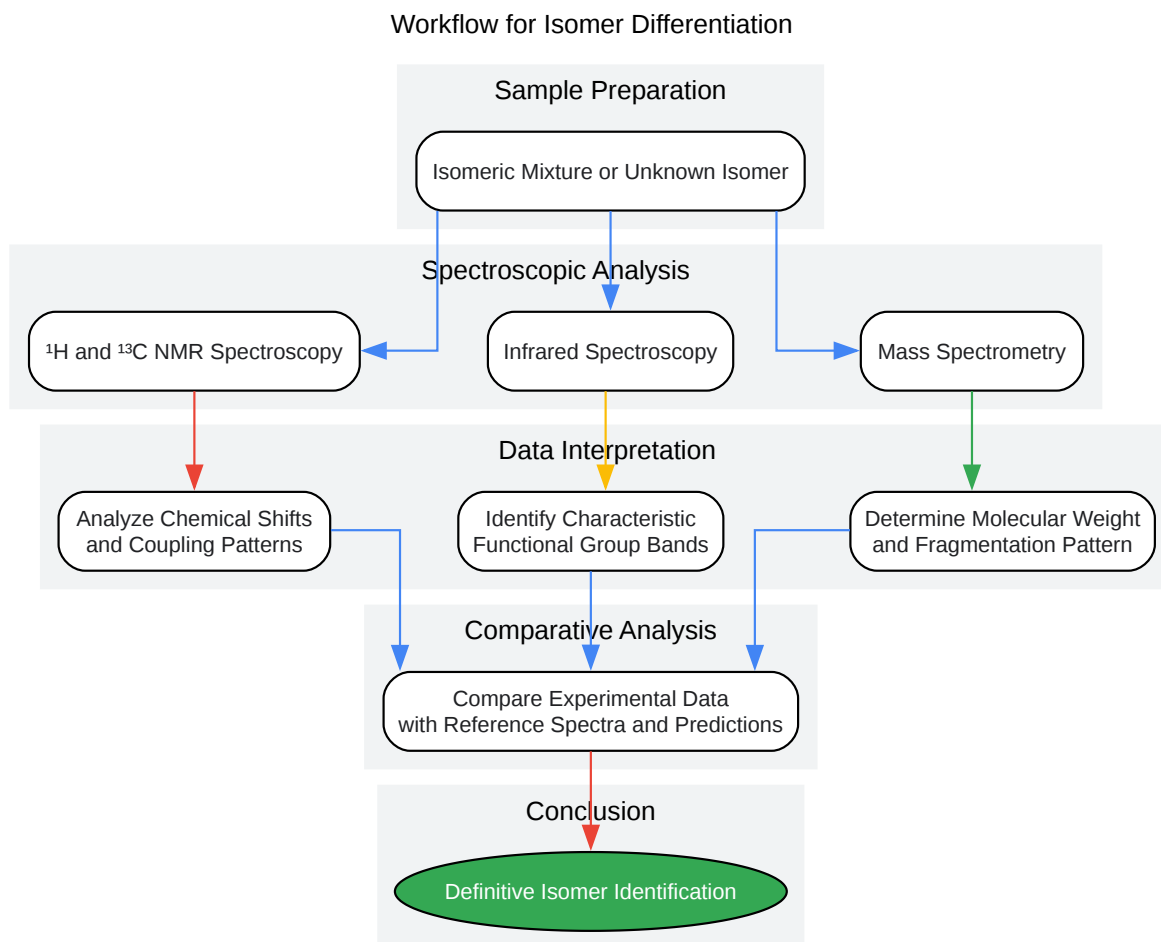 Workflow for Isomer Differentiation
Sample Preparation
Isomeric Mixture or Unknown Isomer
Spectroscopic Analysis
¹H and ¹³C NMR Spectroscopy
Infrared Spectroscopy
Mass Spectrometry
Data Interpretation
Analyze Chemical Shifts
and Coupling Patterns
Identify Characteristic
Functional Group Bands
Determine Molecular Weight
and Fragmentation Pattern
Comparative Analysis
Compare Experimental Data
with Reference Spectra and Predictions
Conclusion
Definitive Isomer Identification